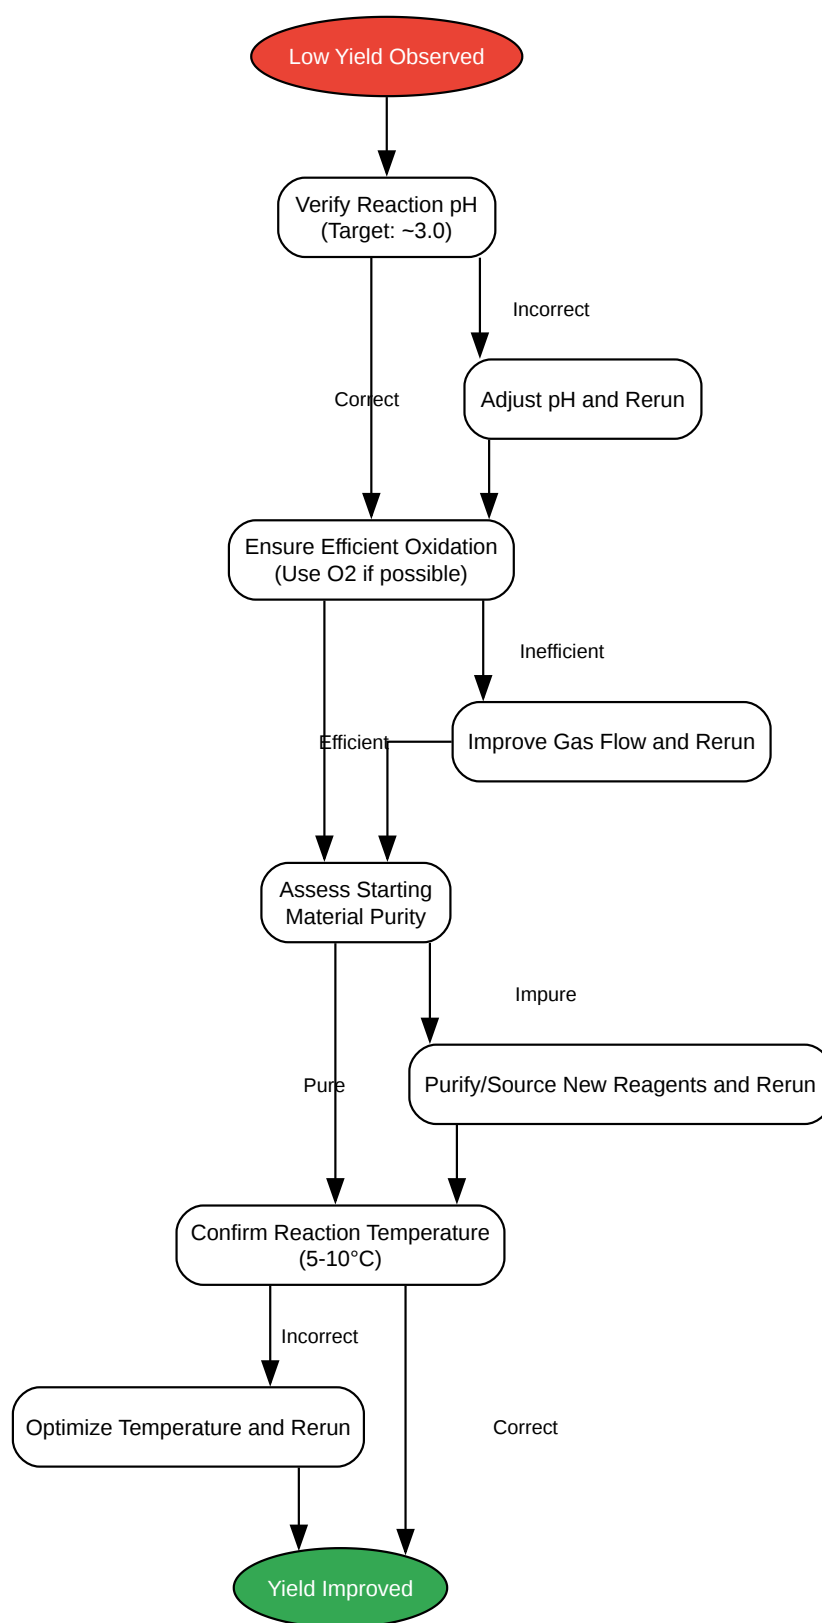 Low Yield Observed
Verify Reaction pH
(Target: ~3.0)
Incorrect
Correct
Adjust pH and Rerun
Ensure Efficient Oxidation
(Use O2 if possible)
Inefficient
Efficient
Improve Gas Flow and Rerun
Assess Starting
Material Purity
Impure
Pure
Purify/Source New Reagents and Rerun
Confirm Reaction Temperature
(5-10°C)
Incorrect
Optimize Temperature and Rerun
Correct
Yield Improved